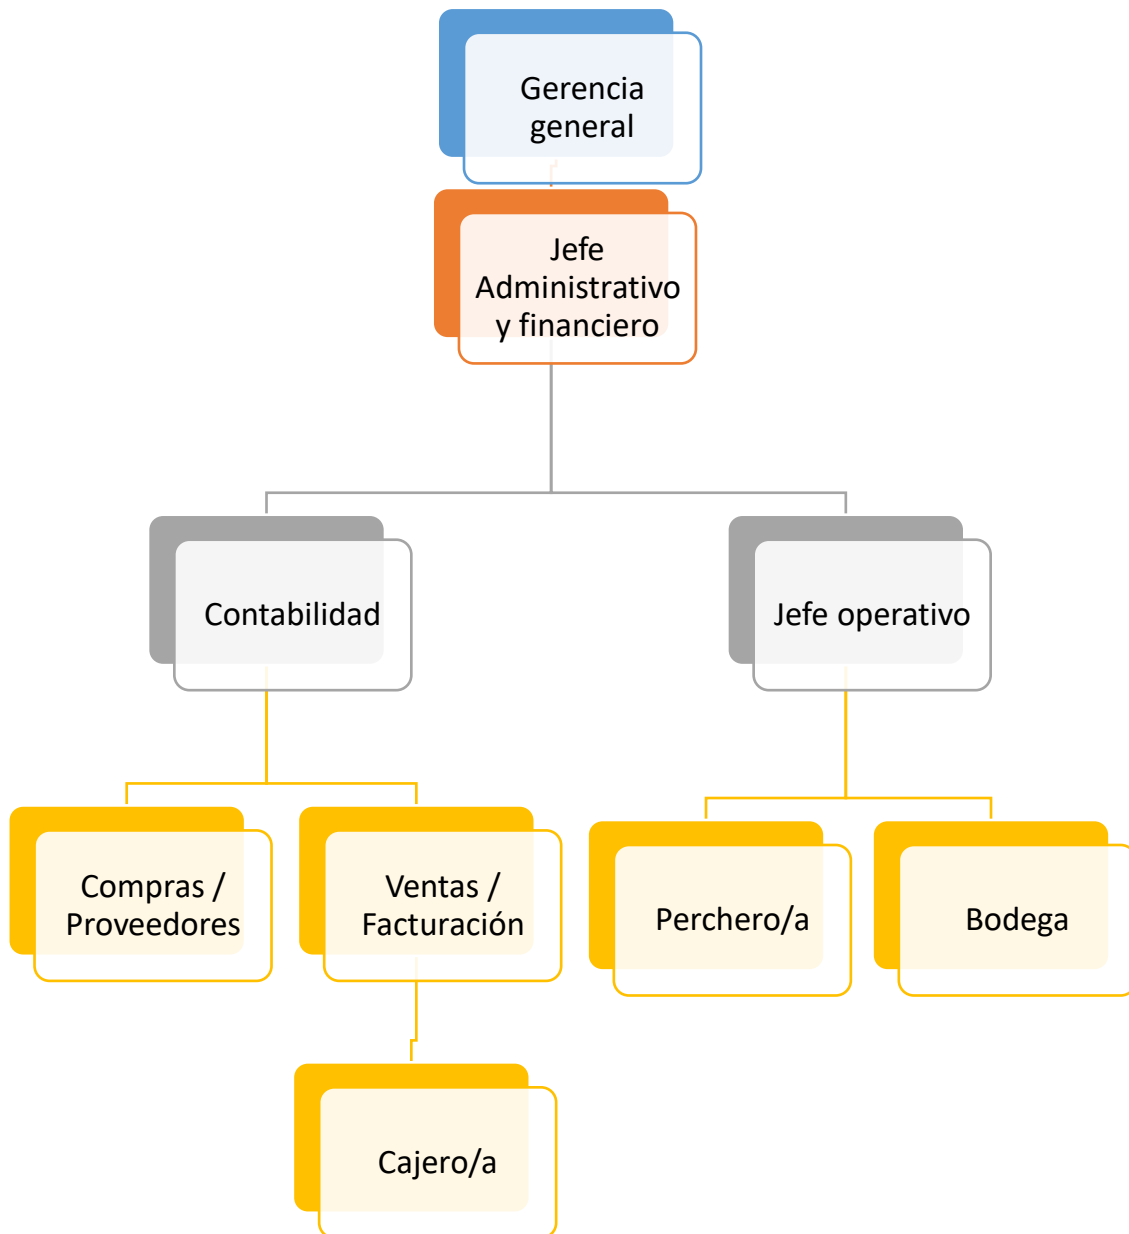 Gerencia
general
Jefe
Administrativo
y financiero
Contabilidad
Jefe operativo
Compras /
Proveedores
Ventas /
Facturación
Perchero/a
Bodega
Cajero/a